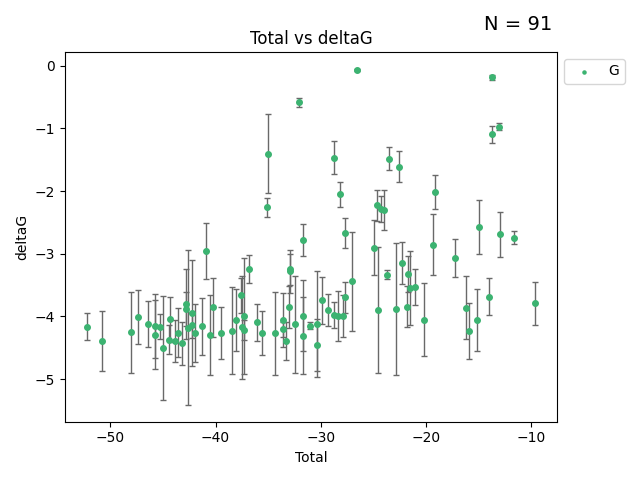 N = 91
Total vs deltaG
G
deltaG
0
−1
−2
−3
−4
−5
−50
−40
−30
−20
−10
Total